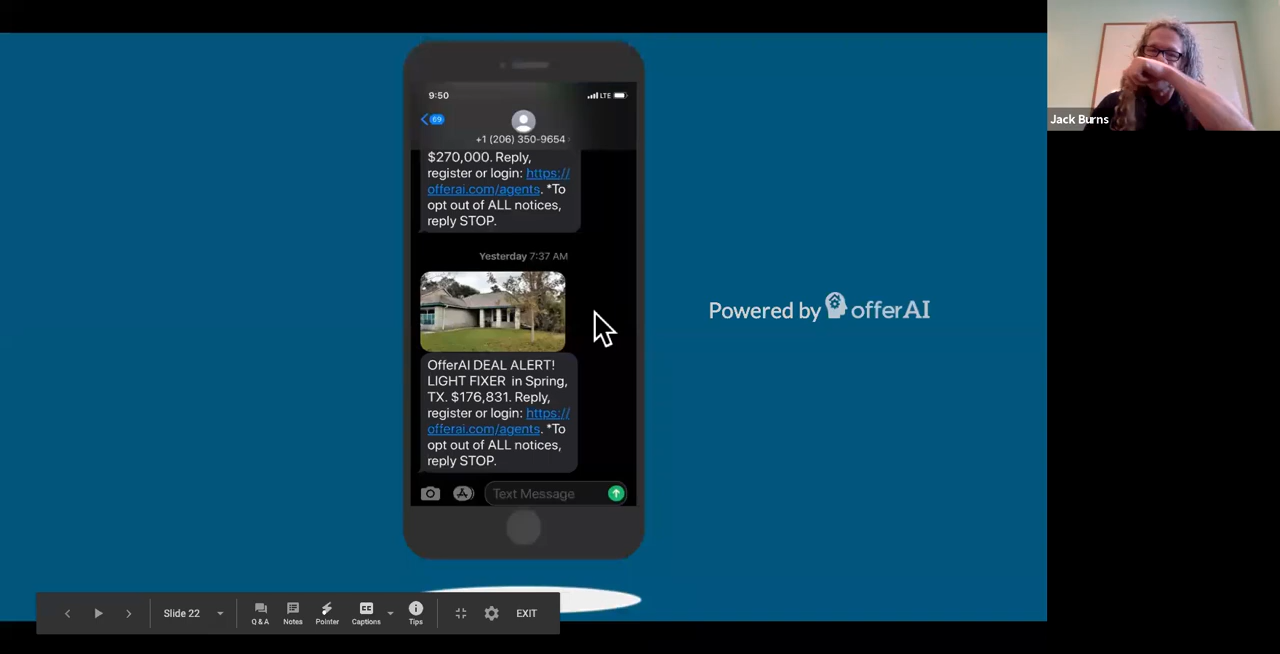 9:50
LTE
69
+1 (206) 350-9654
$270,000. Reply,
register or login: https://
offerai.com/agents. *To
opt out of ALL notices,
reply STOP.
Yesterday 7:37 AM
OfferAI DEAL ALERT!
LIGHT FIXER in Spring,
TX. $176,831. Reply,
register or login: https://
offerai.com/agents. *To
opt out of ALL notices,
reply STOP.
Text Message
Powered by offerAI
Jack Burns
Slide 22
Q & A
Notes
Pointer
CC
Captions
Tips
EXIT